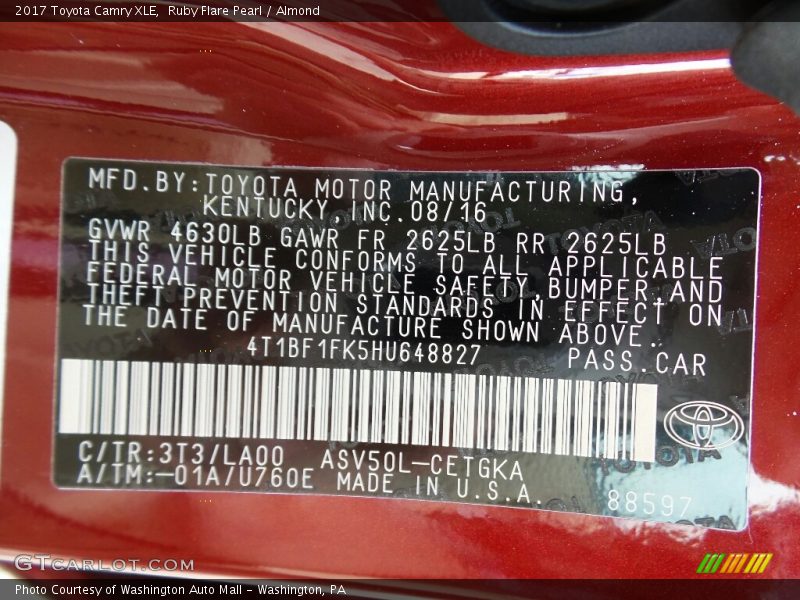 2017 Toyota Camry XLE,  Ruby Flare Pearl / Almond
MFD.BY:TOYOTA MOTOR MANUFACTURING,
KENTUCKY,INC.08/16
GVWR 4630LB GAWR FR 2625LB RR 2625LB
THIS VEHICLE CONFORMS TO ALL APPLICABLE
FEDERAL MOTOR VEHICLE SAFETY,BUMPER,AND
THEFT PREVENTION STANDARDS IN EFFECT ON
THE DATE OF MANUFACTURE SHOWN ABOVE.
4T1BF1FK5HU648827 PASS.CAR
C/TR:3T3/LA00 ASV50L-CETGKA
A/TM:-01A/U760E MADE IN U.S.A.
88597
GTcarlot.com
Photo Courtesy of Washington Auto Mall - Washington, PA